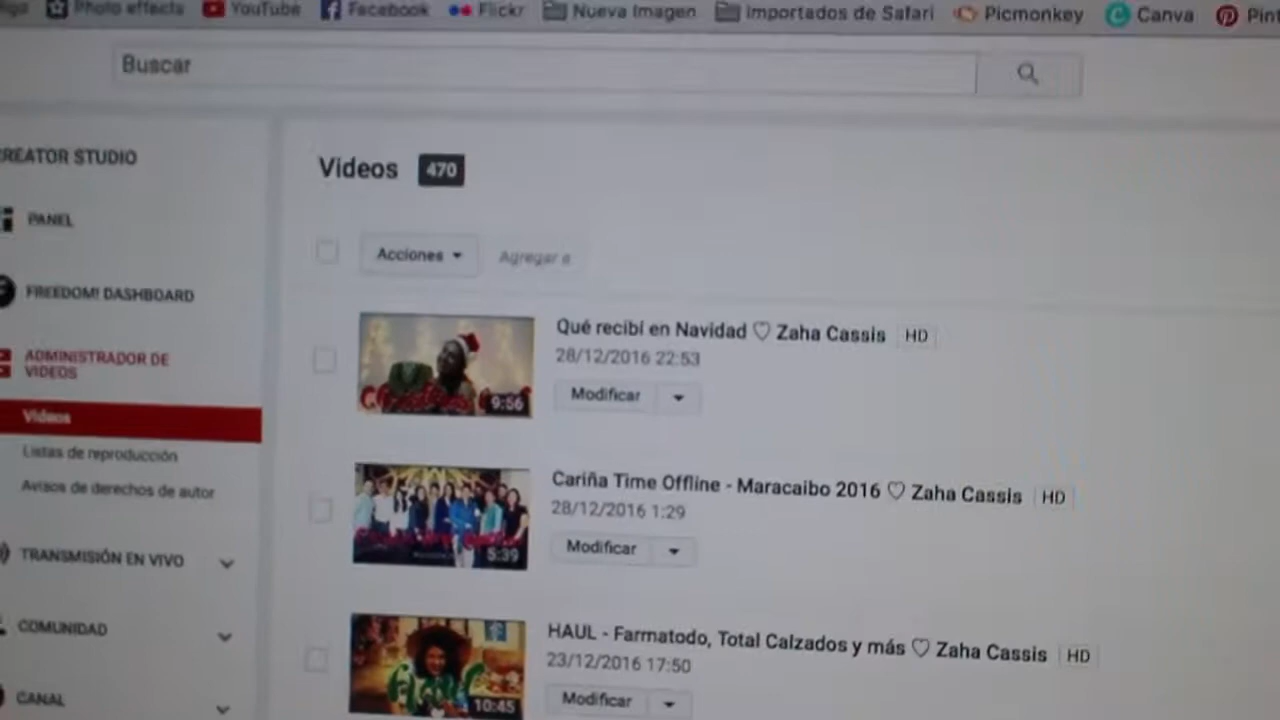 Photo effects YouTube Facebook Flickr Nueva Imagen Importados de Safari Picmonkey Canva Pint
Buscar
CREATOR STUDIO
PANEL
FREEDOM! DASHBOARD
ADMINISTRADOR DE
VIDEOS
Videos
Listas de reproducción
Avisos de derechos de autor
TRANSMISIÓN EN VIVO
COMUNIDAD
CANAL
Videos 470
Acciones Agregar a
Qué recibí en Navidad ♡ Zaha Cassis HD
28/12/2016 22:53
Modificar
9:56
Cariña Time Offline - Maracaibo 2016 ♡ Zaha Cassis HD
28/12/2016 1:29
Modificar
5:39
HAUL - Farmatodo, Total Calzados y más ♡ Zaha Cassis HD
23/12/2016 17:50
Modificar
Haul
10:45